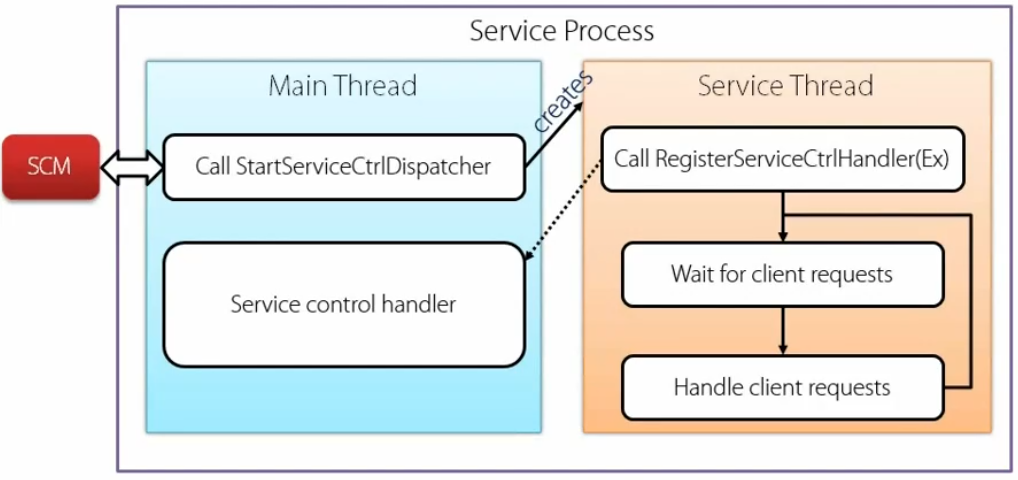 Service Process
Main Thread
creates
Service Thread
SCM
Call StartServiceCtrlDispatcher
Call RegisterServiceCtrlHandler(Ex)
Wait for client requests
Service control handler
Handle client requests